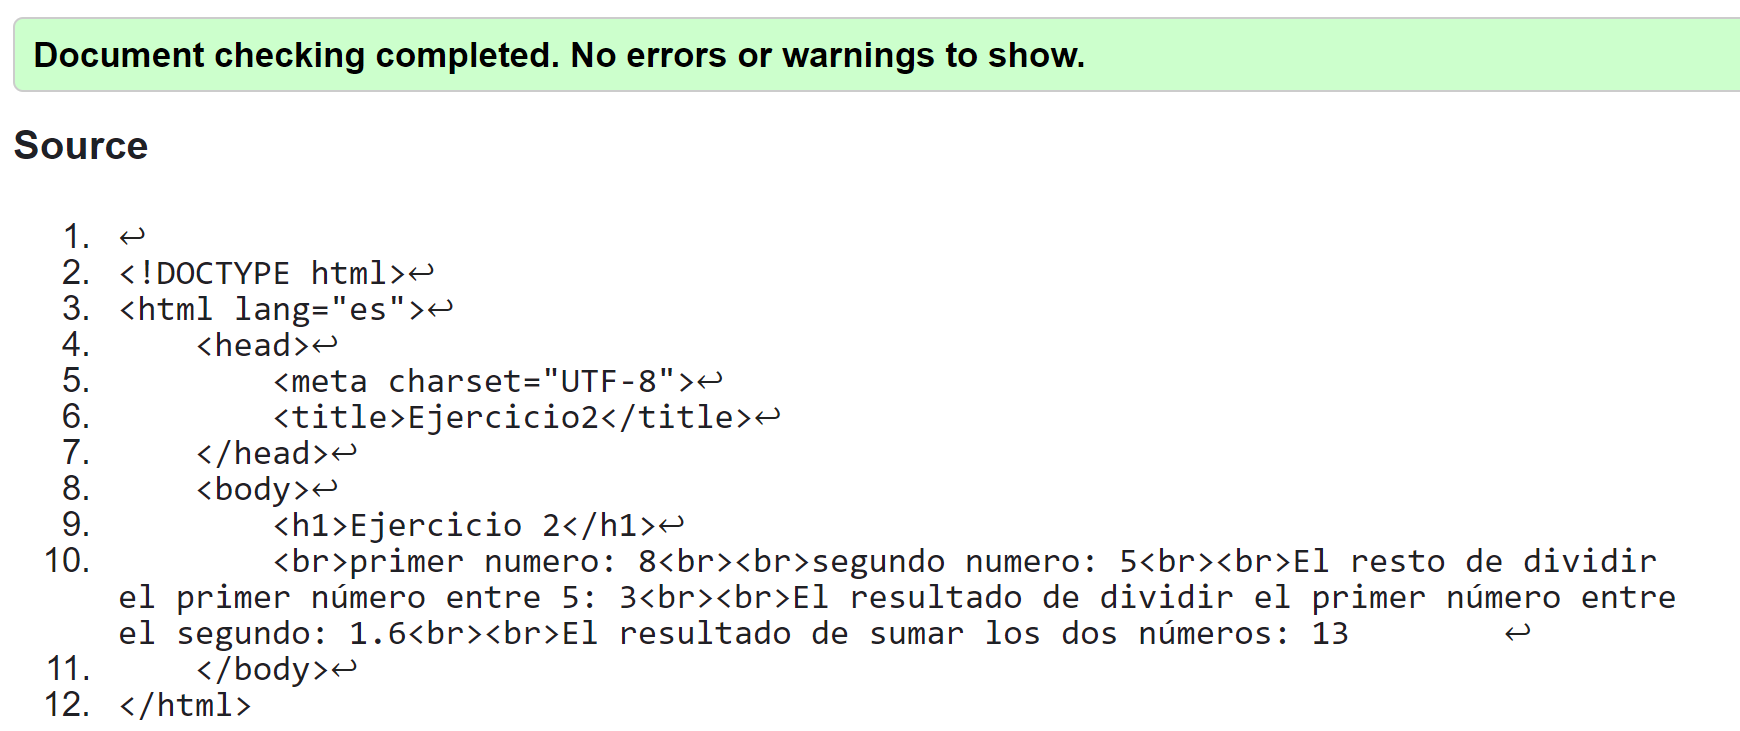 Document checking completed. No errors or warnings to show.
Source
1. ↩
2. <!DOCTYPE html>↩
3. <html lang="es">↩
4.     <head>↩
5.         <meta charset="UTF-8">↩
6.         <title>Ejercicio2</title>↩
7.     </head>↩
8.     <body>↩
9.         <h1>Ejercicio 2</h1>↩
10.         <br>primer numero: 8<br><br>segundo numero: 5<br><br>El resto de dividir
el primer número entre 5: 3<br><br>El resultado de dividir el primer número entre
el segundo: 1.6<br><br>El resultado de sumar los dos números: 13        ↩
11.     </body>↩
12. </html>